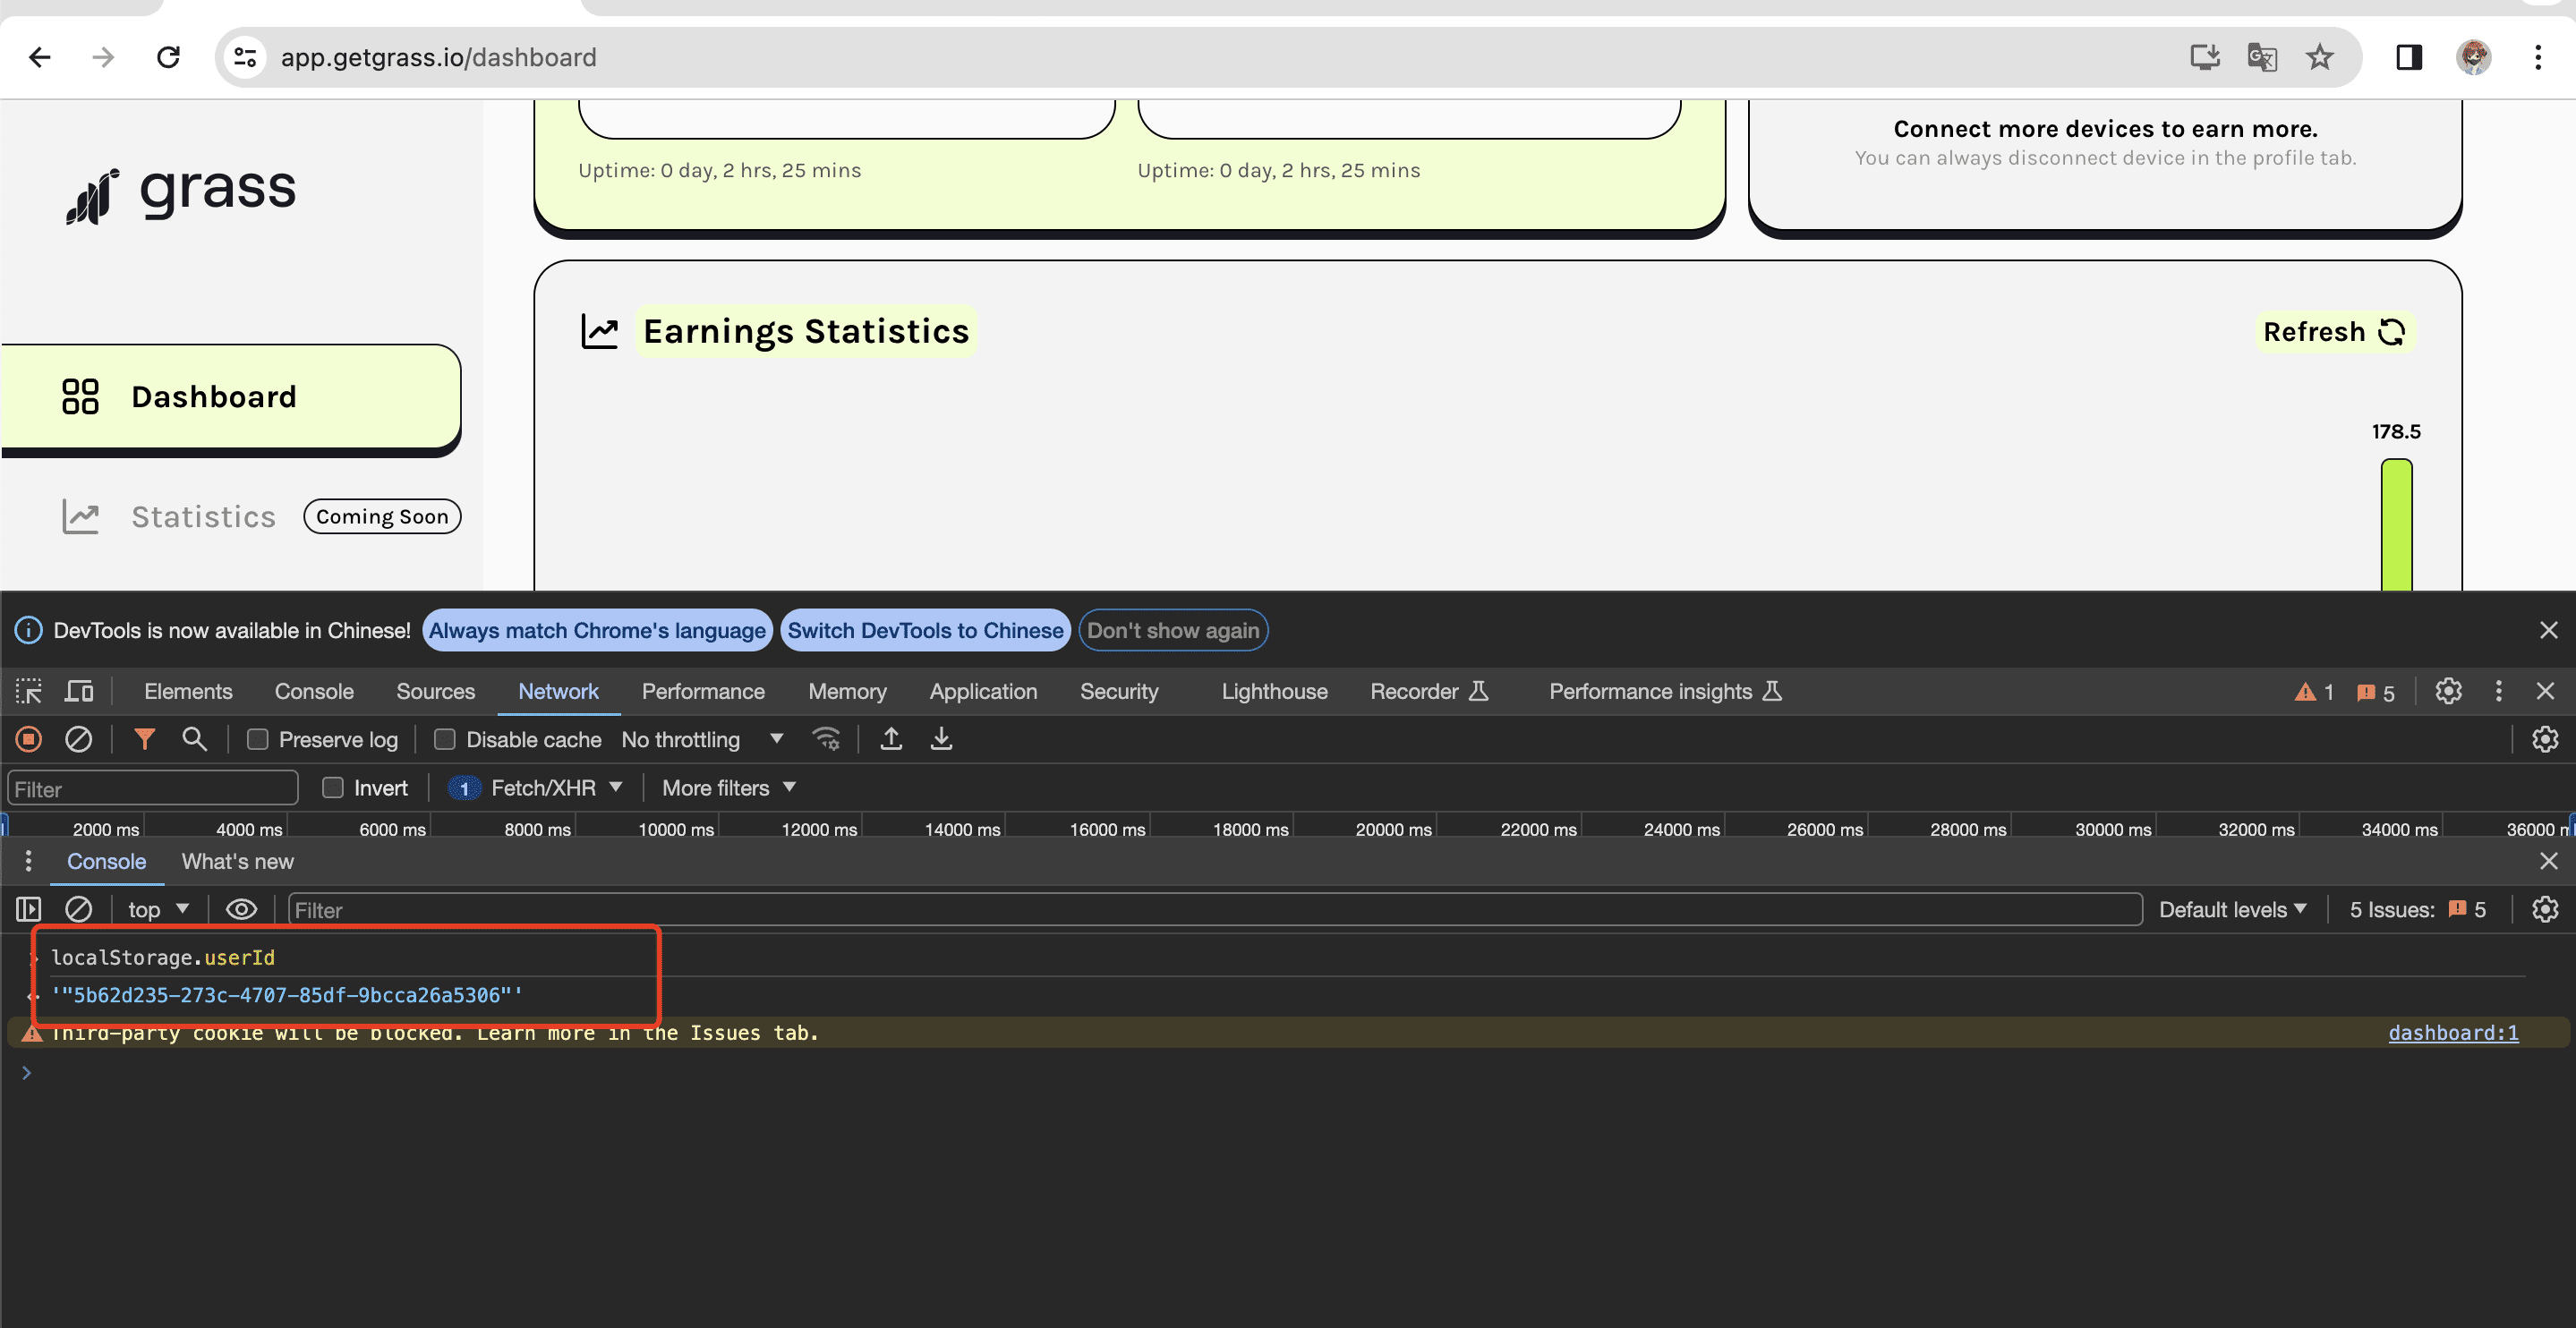 app.getgrass.io/dashboard
grass
Uptime: 0 day, 2 hrs, 25 mins
Uptime: 0 day, 2 hrs, 25 mins
Connect more devices to earn more.
You can always disconnect device in the profile tab.
Dashboard
Statistics Coming Soon
Earnings Statistics
Refresh
178.5
DevTools is now available in Chinese! Always match Chrome's language Switch DevTools to Chinese Don't show again
Elements Console Sources Network Performance Memory Application Security Lighthouse Recorder Performance insights 1 5
Preserve log Disable cache No throttling
Filter Invert 1 Fetch/XHR More filters
2000 ms 4000 ms 6000 ms 8000 ms 10000 ms 12000 ms 14000 ms 16000 ms 18000 ms 20000 ms 22000 ms 24000 ms 26000 ms 28000 ms 30000 ms 32000 ms 34000 ms 36000 m
Console What's new
top Filter Default levels 5 Issues: 5
localStorage.userId
'"5b62d235-273c-4707-85df-9bcca26a5306"'
Third-party cookie will be blocked. Learn more in the Issues tab. dashboard:1